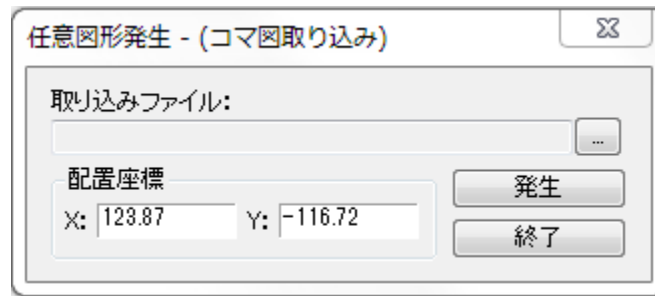 任意図形発生 - (コマ図取り込み)
取り込みファイル:
...
配置座標
X: 123.87 Y: -116.72
発生
終了